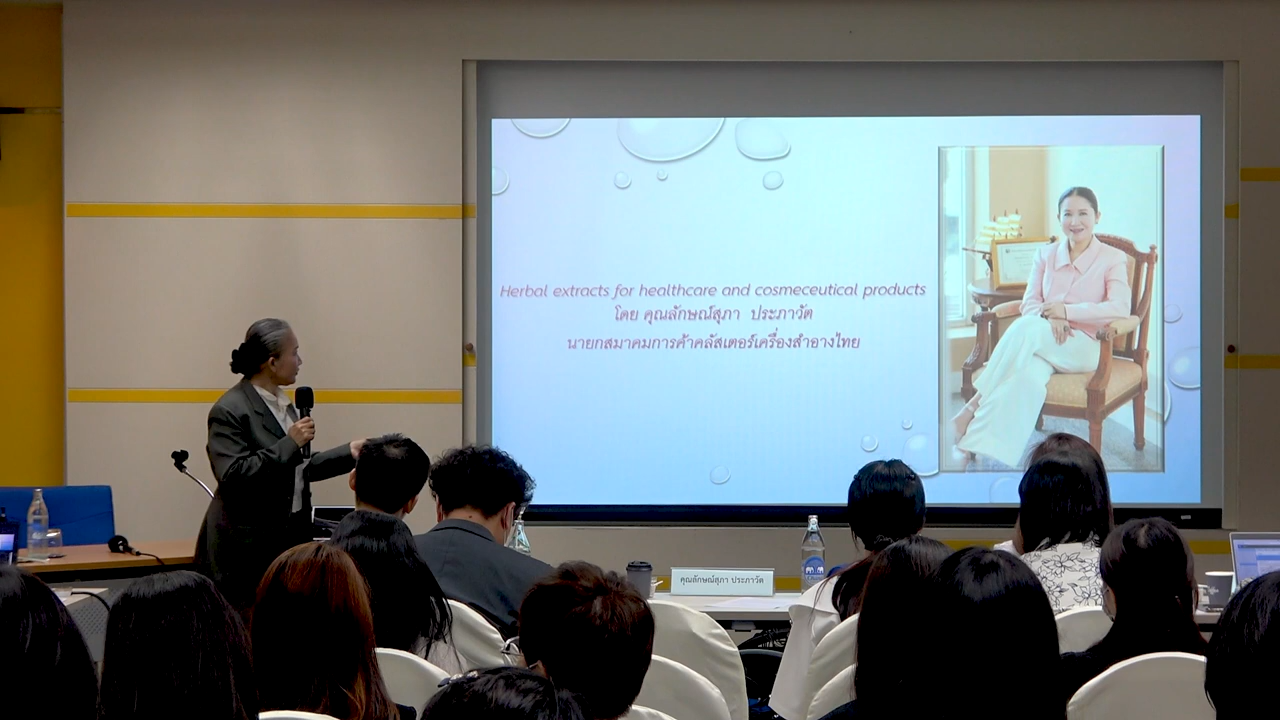 Herbal extracts for healthcare and cosmeceutical products
โดย คุณลักษณ์สุภา ประภาวัต
นายกสมาคมการค้าคลัสเตอร์เครื่องสำอางไทย
คุณลักษณ์สุภา ประภาวัต